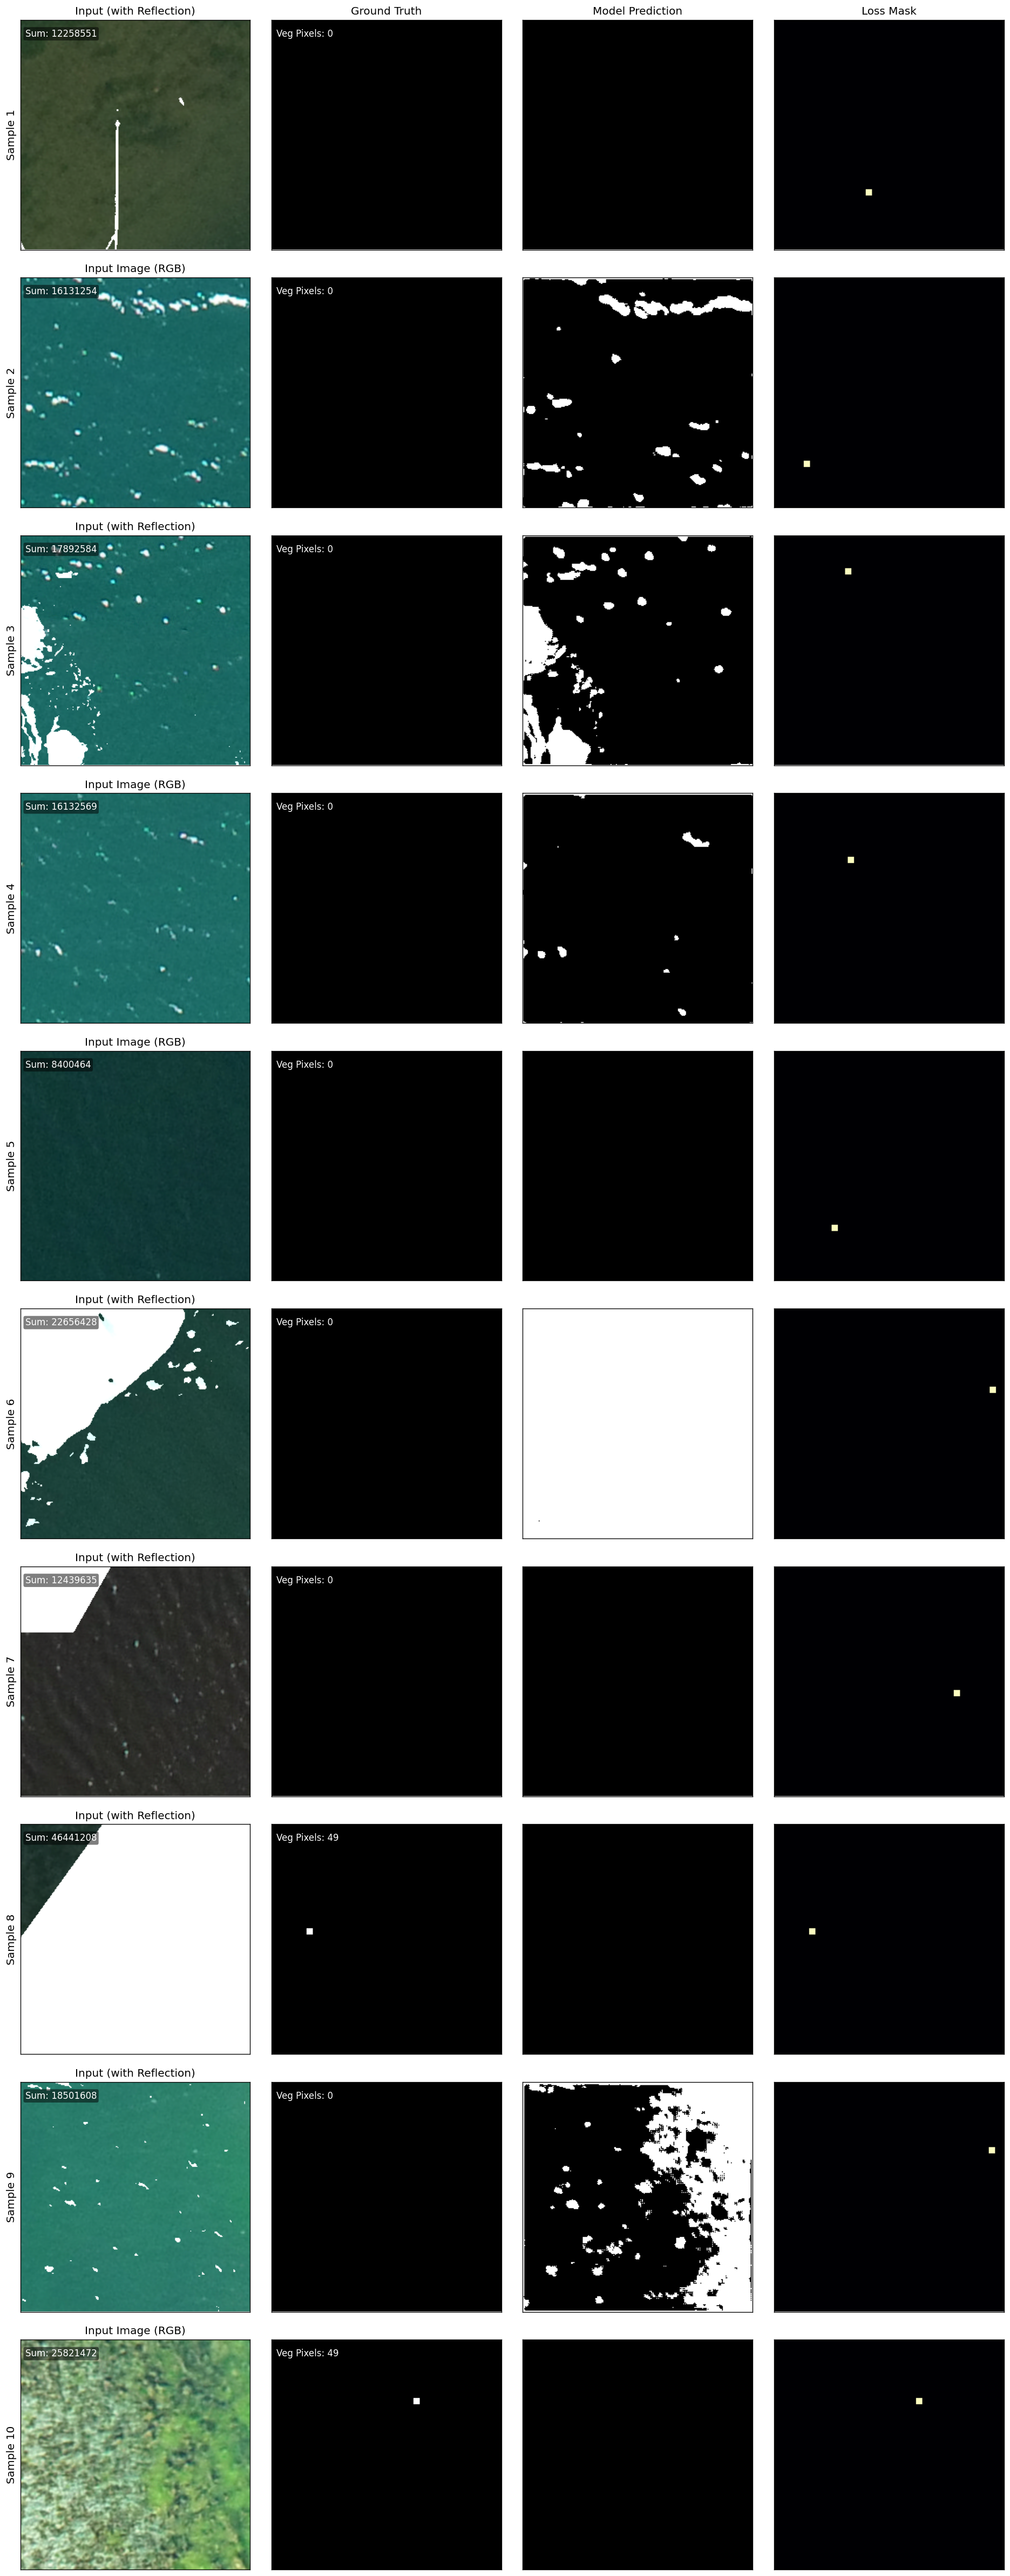 Input (with Reflection) Ground Truth Model Prediction Loss Mask
Sample 1
Sum: 12258551
Veg Pixels: 0
Input Image (RGB)
Sample 2
Sum: 16131254
Veg Pixels: 0
Input (with Reflection)
Sample 3
Sum: 17892584
Veg Pixels: 0
Input Image (RGB)
Sample 4
Sum: 16132569
Veg Pixels: 0
Input Image (RGB)
Sample 5
Sum: 8400464
Veg Pixels: 0
Input (with Reflection)
Sample 6
Sum: 22656428
Veg Pixels: 0
Input (with Reflection)
Sample 7
Sum: 12439635
Veg Pixels: 0
Input (with Reflection)
Sample 8
Sum: 46441208
Veg Pixels: 49
Input (with Reflection)
Sample 9
Sum: 18501608
Veg Pixels: 0
Input Image (RGB)
Sample 10
Sum: 25821472
Veg Pixels: 49